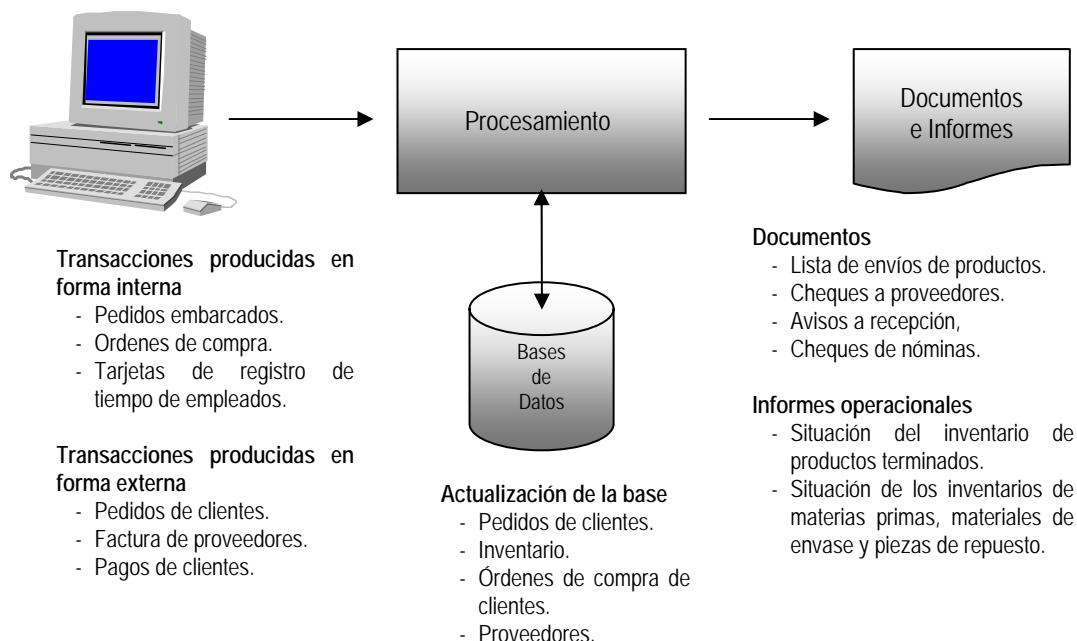 Procesamiento
Documentos
e Informes
Bases
de
Datos
Transacciones producidas en
forma interna
- Pedidos embarcados.
- Ordenes de compra.
- Tarjetas de registro de
tiempo de empleados.
Transacciones producidas en
forma externa
- Pedidos de clientes.
- Factura de proveedores.
- Pagos de clientes.
Actualización de la base
- Pedidos de clientes.
- Inventario.
- Órdenes de compra de
clientes.
- Proveedores.
Documentos
- Lista de envíos de productos.
- Cheques a proveedores.
- Avisos a recepción,
- Cheques de nóminas.
Informes operacionales
- Situación del inventario de
productos terminados.
- Situación de los inventarios de
materias primas, materiales de
envase y piezas de repuesto.